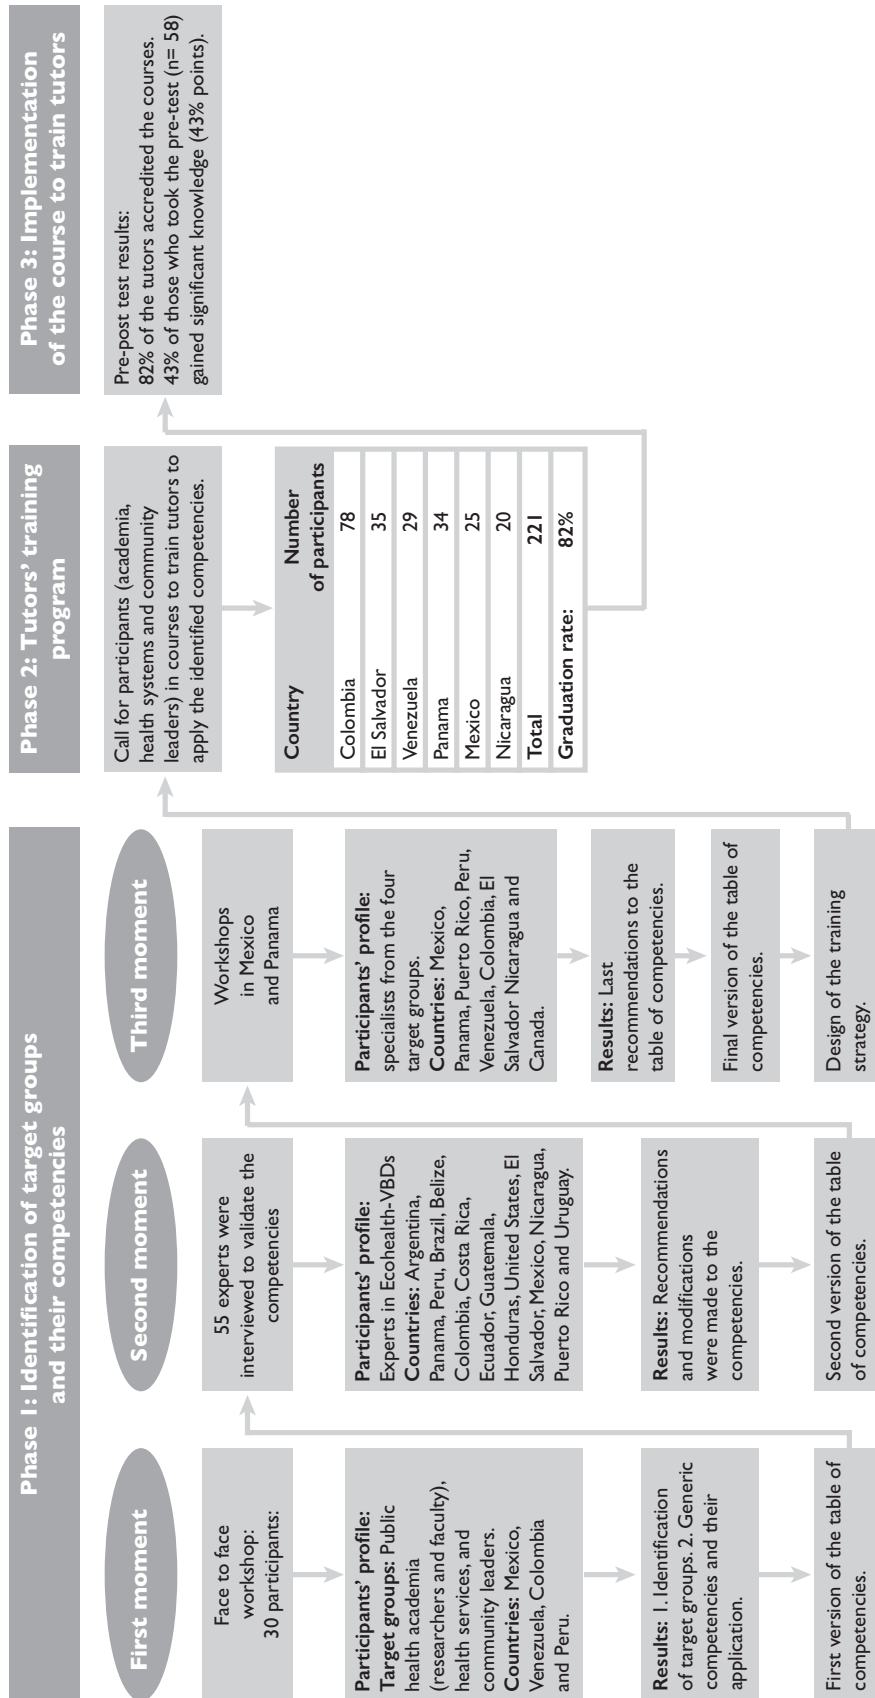 Phase 1: Identification of target groups
and their competencies
First moment
Face to face
workshop:
30 participants:
Participants' profile:
Target groups: Public
health academia
(researchers and faculty),
health services, and
community leaders.
Countries: Mexico,
Venezuela, Colombia
and Peru.
Results: 1. Identification
of target groups. 2. Generic
competencies and their
application.
First version of the table of
competencies.
Second moment
55 experts were
interviewed to validate the
competencies
Participants' profile:
Experts in Ecohealth-VBDs
Countries: Argentina,
Panama, Peru, Brazil, Belize,
Colombia, Costa Rica,
Ecuador, Guatemala,
Honduras, United States, El
Salvador, Mexico, Nicaragua,
Puerto Rico and Uruguay.
Results: Recommendations
and modifications
were made to the
competencies.
Second version of the table
of competencies.
Third moment
Workshops
in Mexico
and Panama
Participants' profile:
specialists from the four
target groups.
Countries: Mexico,
Panama, Puerto Rico, Peru,
Venezuela, Colombia, El
Salvador Nicaragua and
Canada.
Results: Last
recommendations to the
table of competencies.
Final version of the table of
competencies.
Design of the training
strategy.
Phase 2: Tutors' training
program
Call for participants (academia,
health systems and community
leaders) in courses to train tutors to
apply the identified competencies.
Country Number
of participants
Colombia 78
El Salvador 35
Venezuela 29
Panama 34
Mexico 25
Nicaragua 20
Total 221
Graduation rate: 82%
Phase 3: Implementation
of the course to train tutors
Pre-post test results:
82% of the tutors accredited the courses.
43% of those who took the pre-test (n= 58)
gained significant knowledge (43% points).